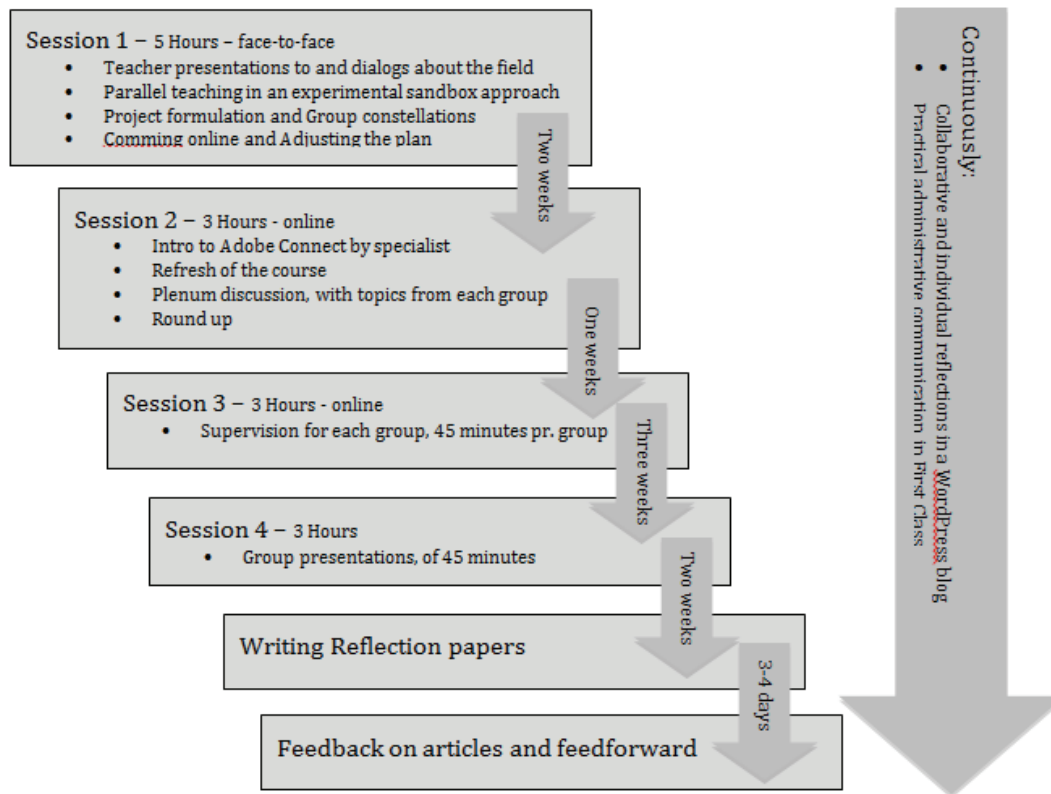 Session 1 – 5 Hours – face-to-face
• Teacher presentations to and dialogs about the field
• Parallel teaching in an experimental sandbox approach
• Project formulation and Group constellations
• Comming online and Adjusting the plan
Two weeks
Session 2 – 3 Hours - online
• Intro to Adobe Connect by specialist
• Refresh of the course
• Plenum discussion, with topics from each group
• Round up
One weeks
Session 3 – 3 Hours - online
• Supervision for each group, 45 minutes pr. group
Three weeks
Session 4 – 3 Hours
• Group presentations, of 45 minutes
Two weeks
Writing Reflection papers
3-4 days
Feedback on articles and feedforward
Continuously:
• Collaborative and individual reflections in a WordPress blog
• Practical administrative communication in First Class